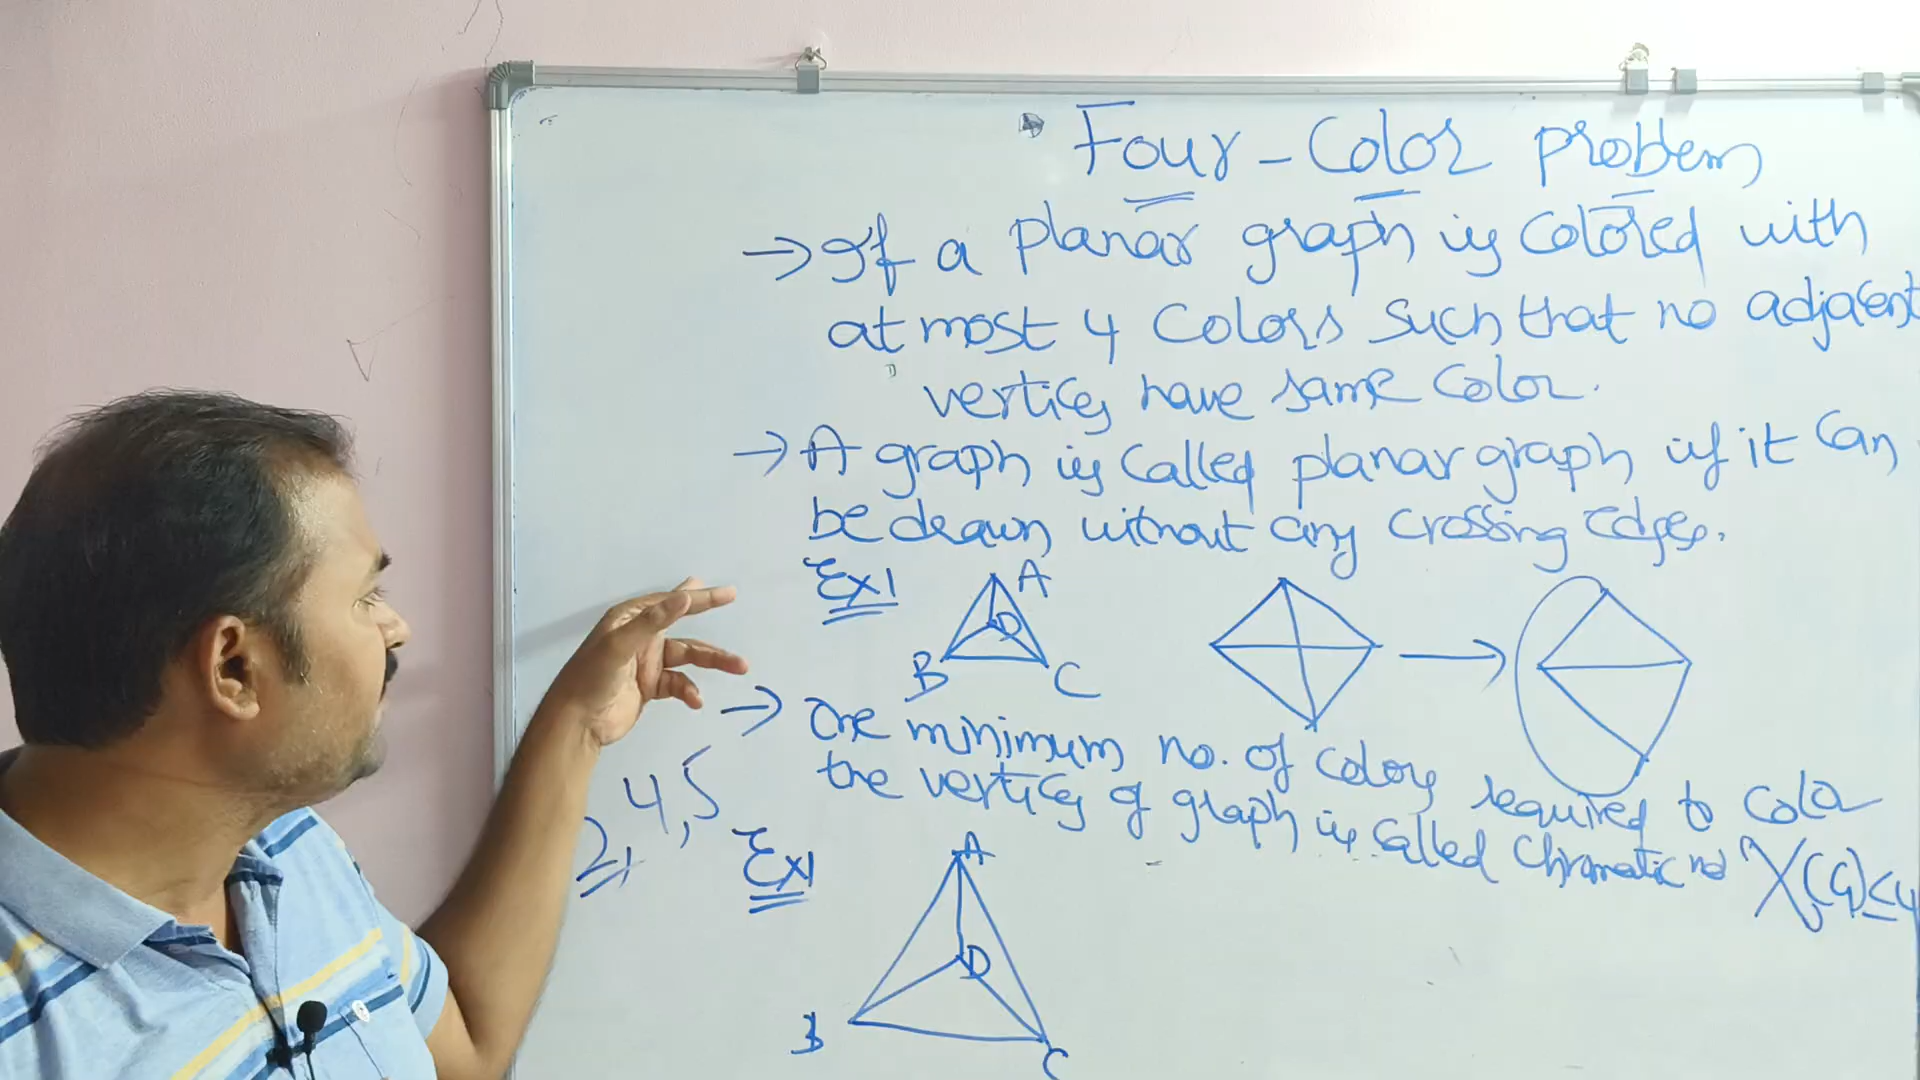 Four-Color problem
→ If a planar graph is colored with
at most 4 colors such that no adjacent
vertices have same color.
→ A graph is called planar graph if it can
be drawn without any crossing edges.
Ex1 A
D
B C
→ The minimum no. of colors required to color
the vertices of graph is called Chromatic no χ(G)≤4
2, 4,5
Ex1 A
D
B
C